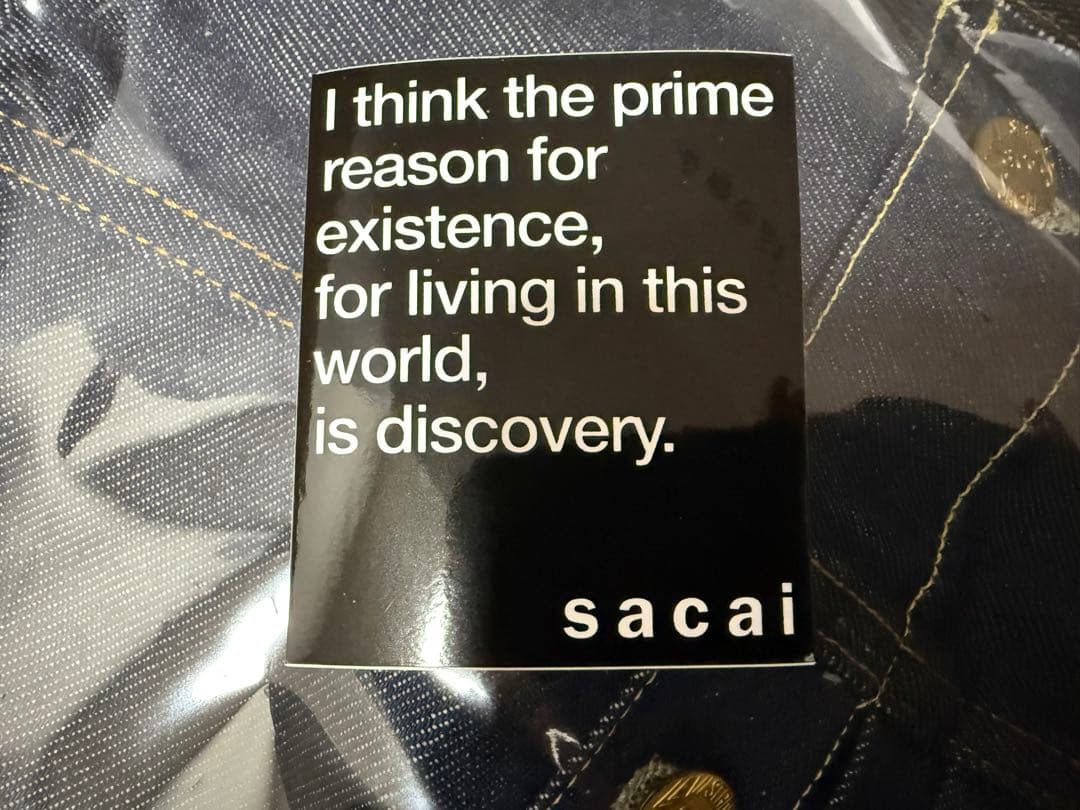 I think the prime
reason for
existence,
for living in this
world,
is discovery.
sacai